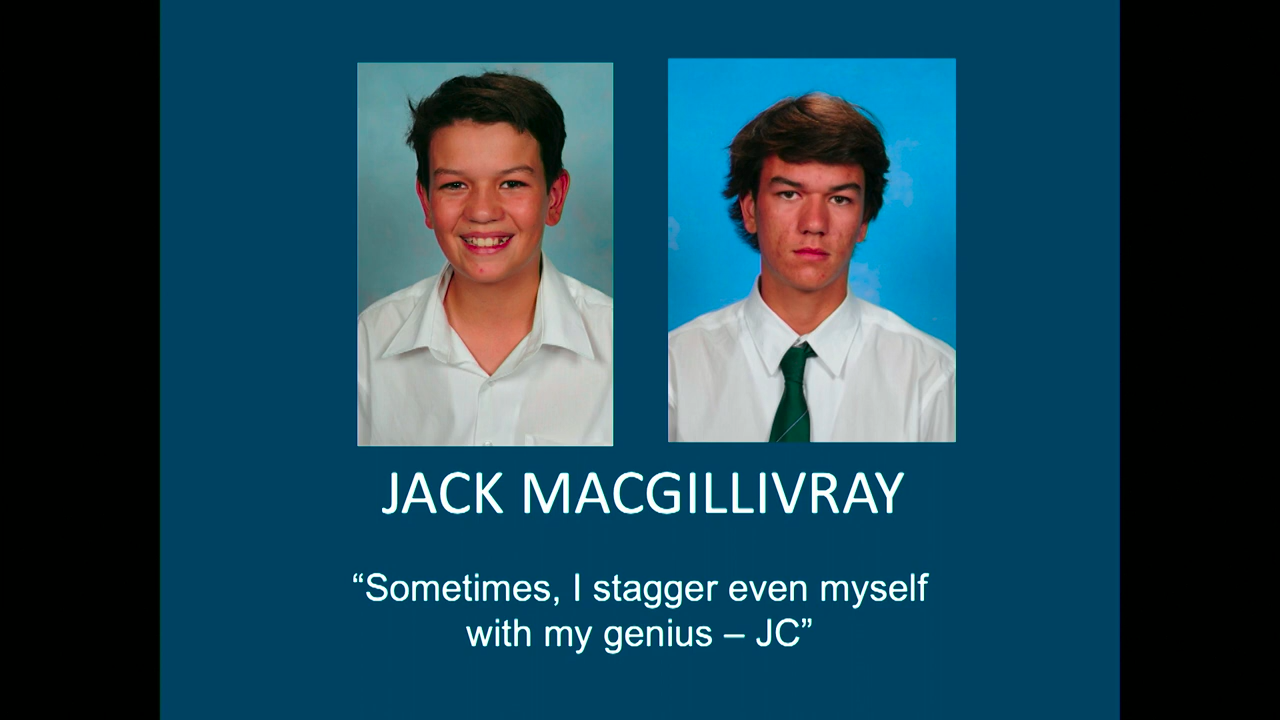 JACK MACGILLIVRAY
“Sometimes, I stagger even myself
with my genius – JC”